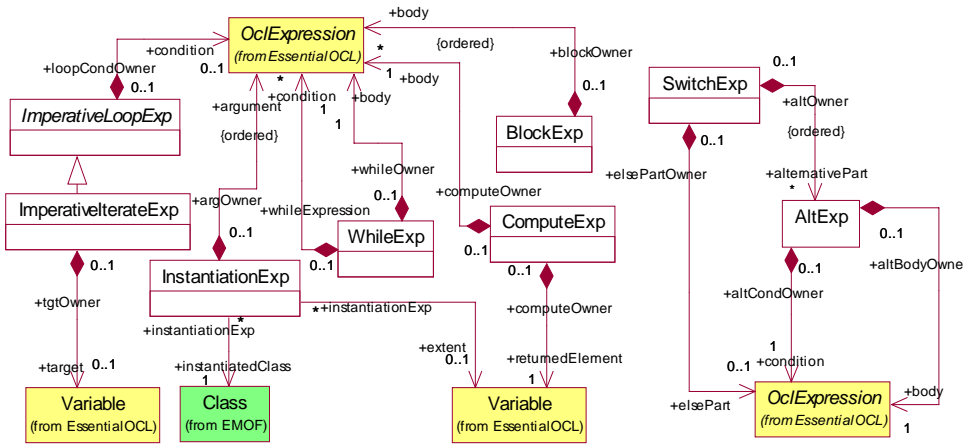 +body
OclExpression
(from EssentialOCL)
+condition
0..1
{ordered}
*
+blockOwner
+loopCondOwner
0..1
1
+body
0..1
SwitchExp
0..1
*
+condition
+body
+argument
+altOwner
ImperativeLoopExp
{ordered}
1
1
BlockExp
0..1
{ordered}
+elsePartOwner
+whileOwner
+alternativePart
*
ImperativeIterateExp
+argOwner
0..1
+computeOwner
AltExp
+whileExpression
WhileExp
ComputeExp
0..1
0..1
0..1
0..1
0..1
InstantiationExp
0..1
0..1
+altBodyOwne
+tgtOwner
+altCondOwner
*
*
+instantiationExp
+computeOwner
+instantiationExp
+extent
1
0..1
0..1
+returnedElement
0..1
+condition
+target
+instantiatedClass
1
1
+elsePart
+body
Variable
(from EssentialOCL)
Class
(from EMOF)
Variable
(from EssentialOCL)
OclExpression
(from EssentialOCL)
1